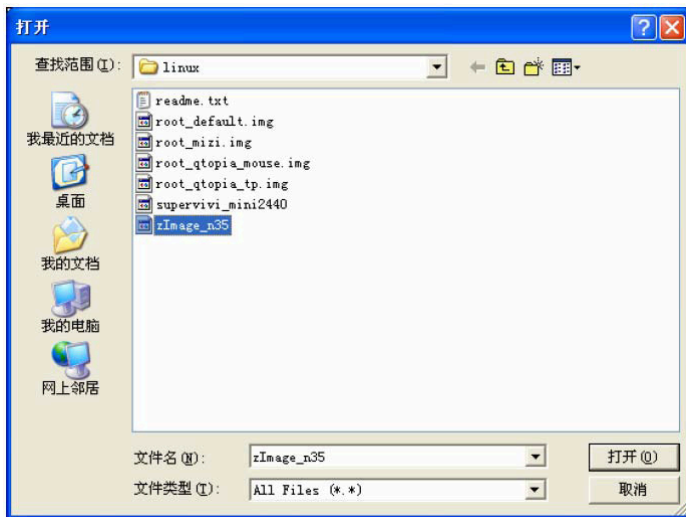 打开
查找范围(I):
linux
我最近的文档
桌面
我的文档
我的电脑
网上邻居
readme.txt
root_default.img
root_mizi.img
root_qtopia_mouse.img
root_qtopia_tp.img
supervivi_mini2440
zImage_n35
文件名(N):
zImage_n35
打开(O)
文件类型(T):
All Files (*.*)
取消